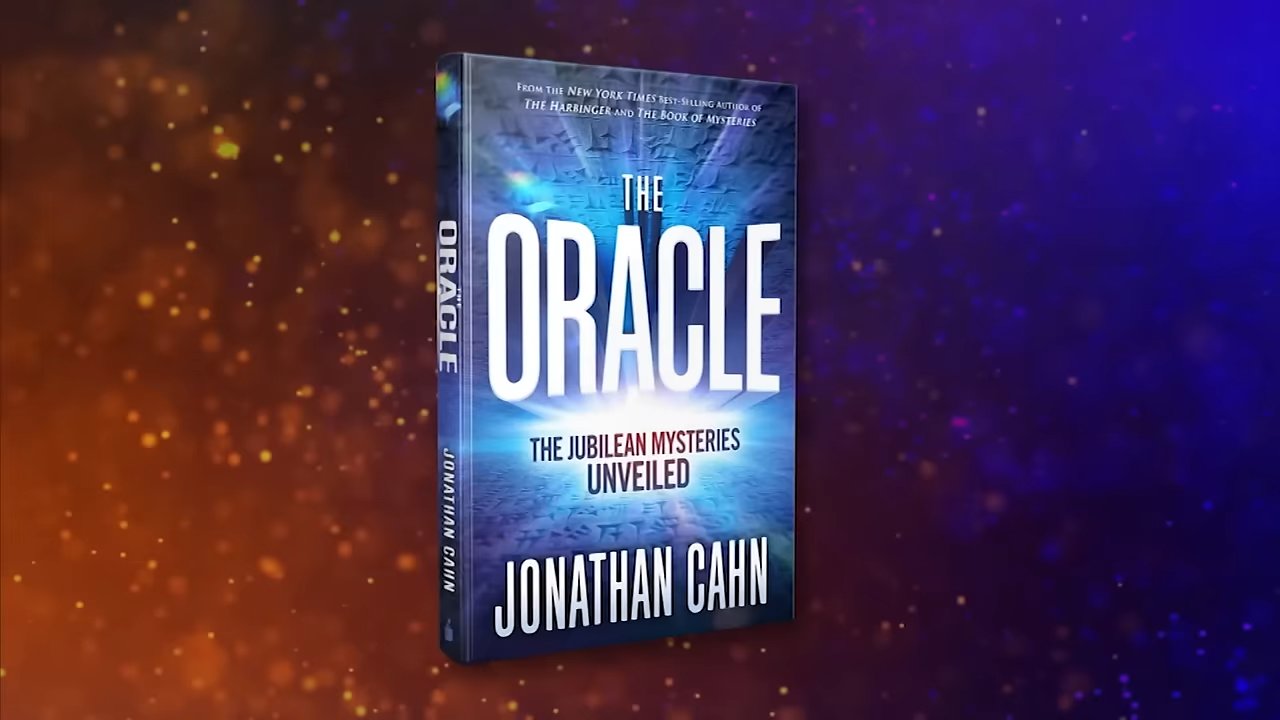 FROM THE NEW YORK TIMES BEST-SELLING AUTHOR OF
THE HARBINGER AND THE BOOK OF MYSTERIES
THE
ORACLE
THE JUBILEAN MYSTERIES
UNVEILED
JONATHAN CAHN
THE
ORACLE
JONATHAN CAHN